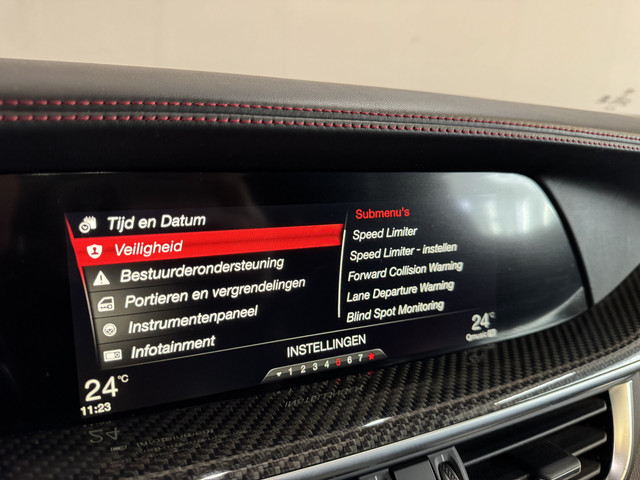 Tijd en Datum
Veiligheid
Bestuurderondersteuning
Portieren en vergrendelingen
Instrumentenpaneel
Infotainment
Submenu's
Speed Limiter
Speed Limiter - instellen
Forward Collision Warning
Lane Departure Warning
Blind Spot Monitoring
INSTELLINGEN
1 2 3 4 6 7
24°C
11:23
24°C
Qmusic